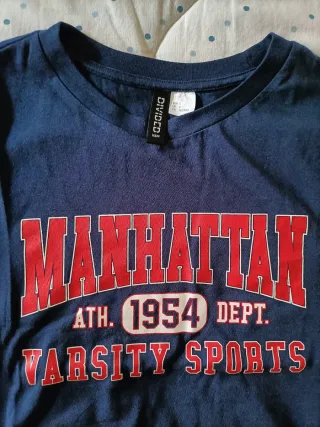 DIVIDED
H&M
MANHATTAN
ATH. 1954 DEPT.
VARSITY SPORTS